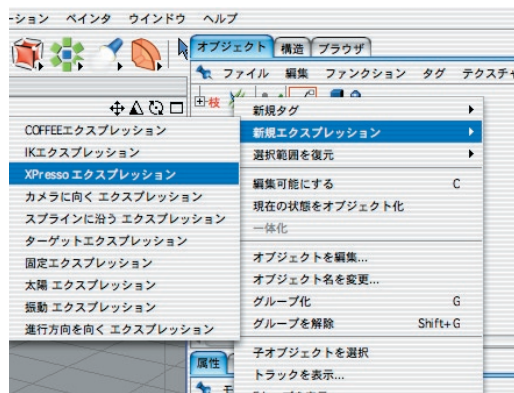 ーション ペインタ ウインドウ ヘルプ
オブジェクト 構造 ブラウザ
ファイル 編集 ファンクション タグ テクスチャ
枝
新規タグ
新規エクスプレッション
選択範囲を復元
編集可能にする C
現在の状態をオブジェクト化
一体化
オブジェクトを編集...
オブジェクト名を変更...
グループ化 G
グループを解除 Shift+G
子オブジェクトを選択
トラックを表示...
COFFEEエクスプレッション
IKエクスプレッション
XPresso エクスプレッション
カメラに向く エクスプレッション
スプラインに沿う エクスプレッション
ターゲットエクスプレッション
固定エクスプレッション
太陽 エクスプレッション
振動 エクスプレッション
進行方向を向く エクスプレッション
属性